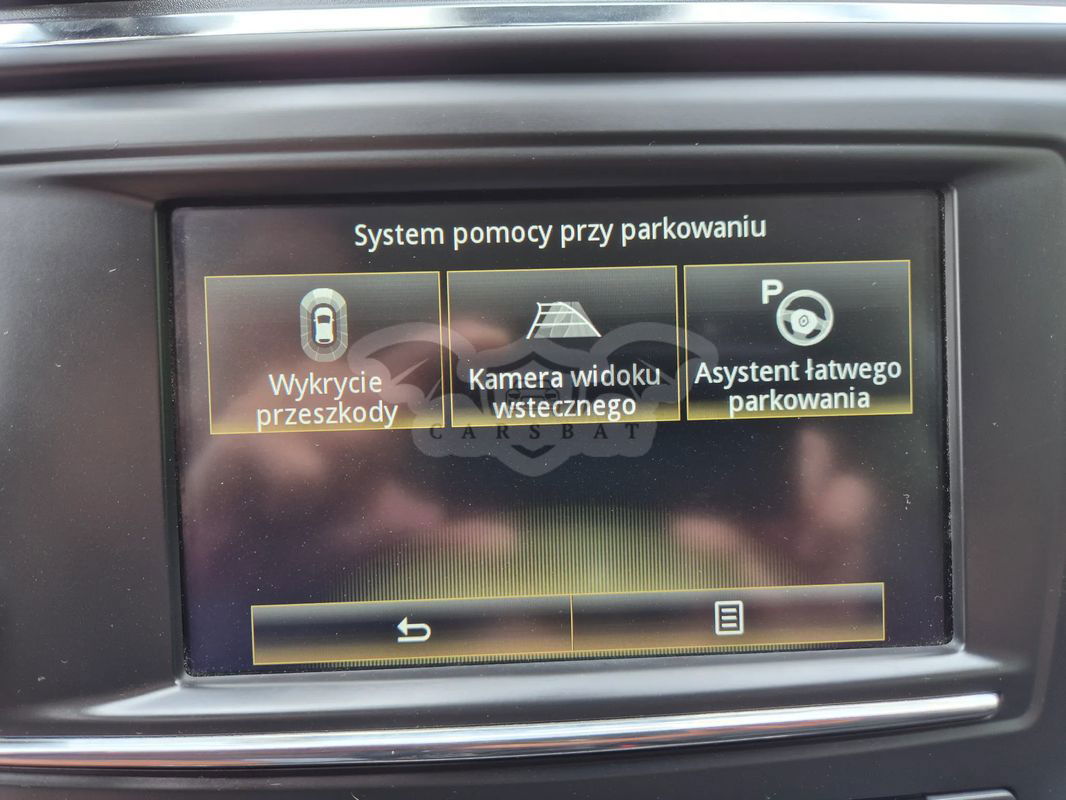 System pomocy przy parkowaniu
Wykrycie
przeszkody
Kamera widoku
wstecznego
P
Asystent łatwego
parkowania
CARSBAT